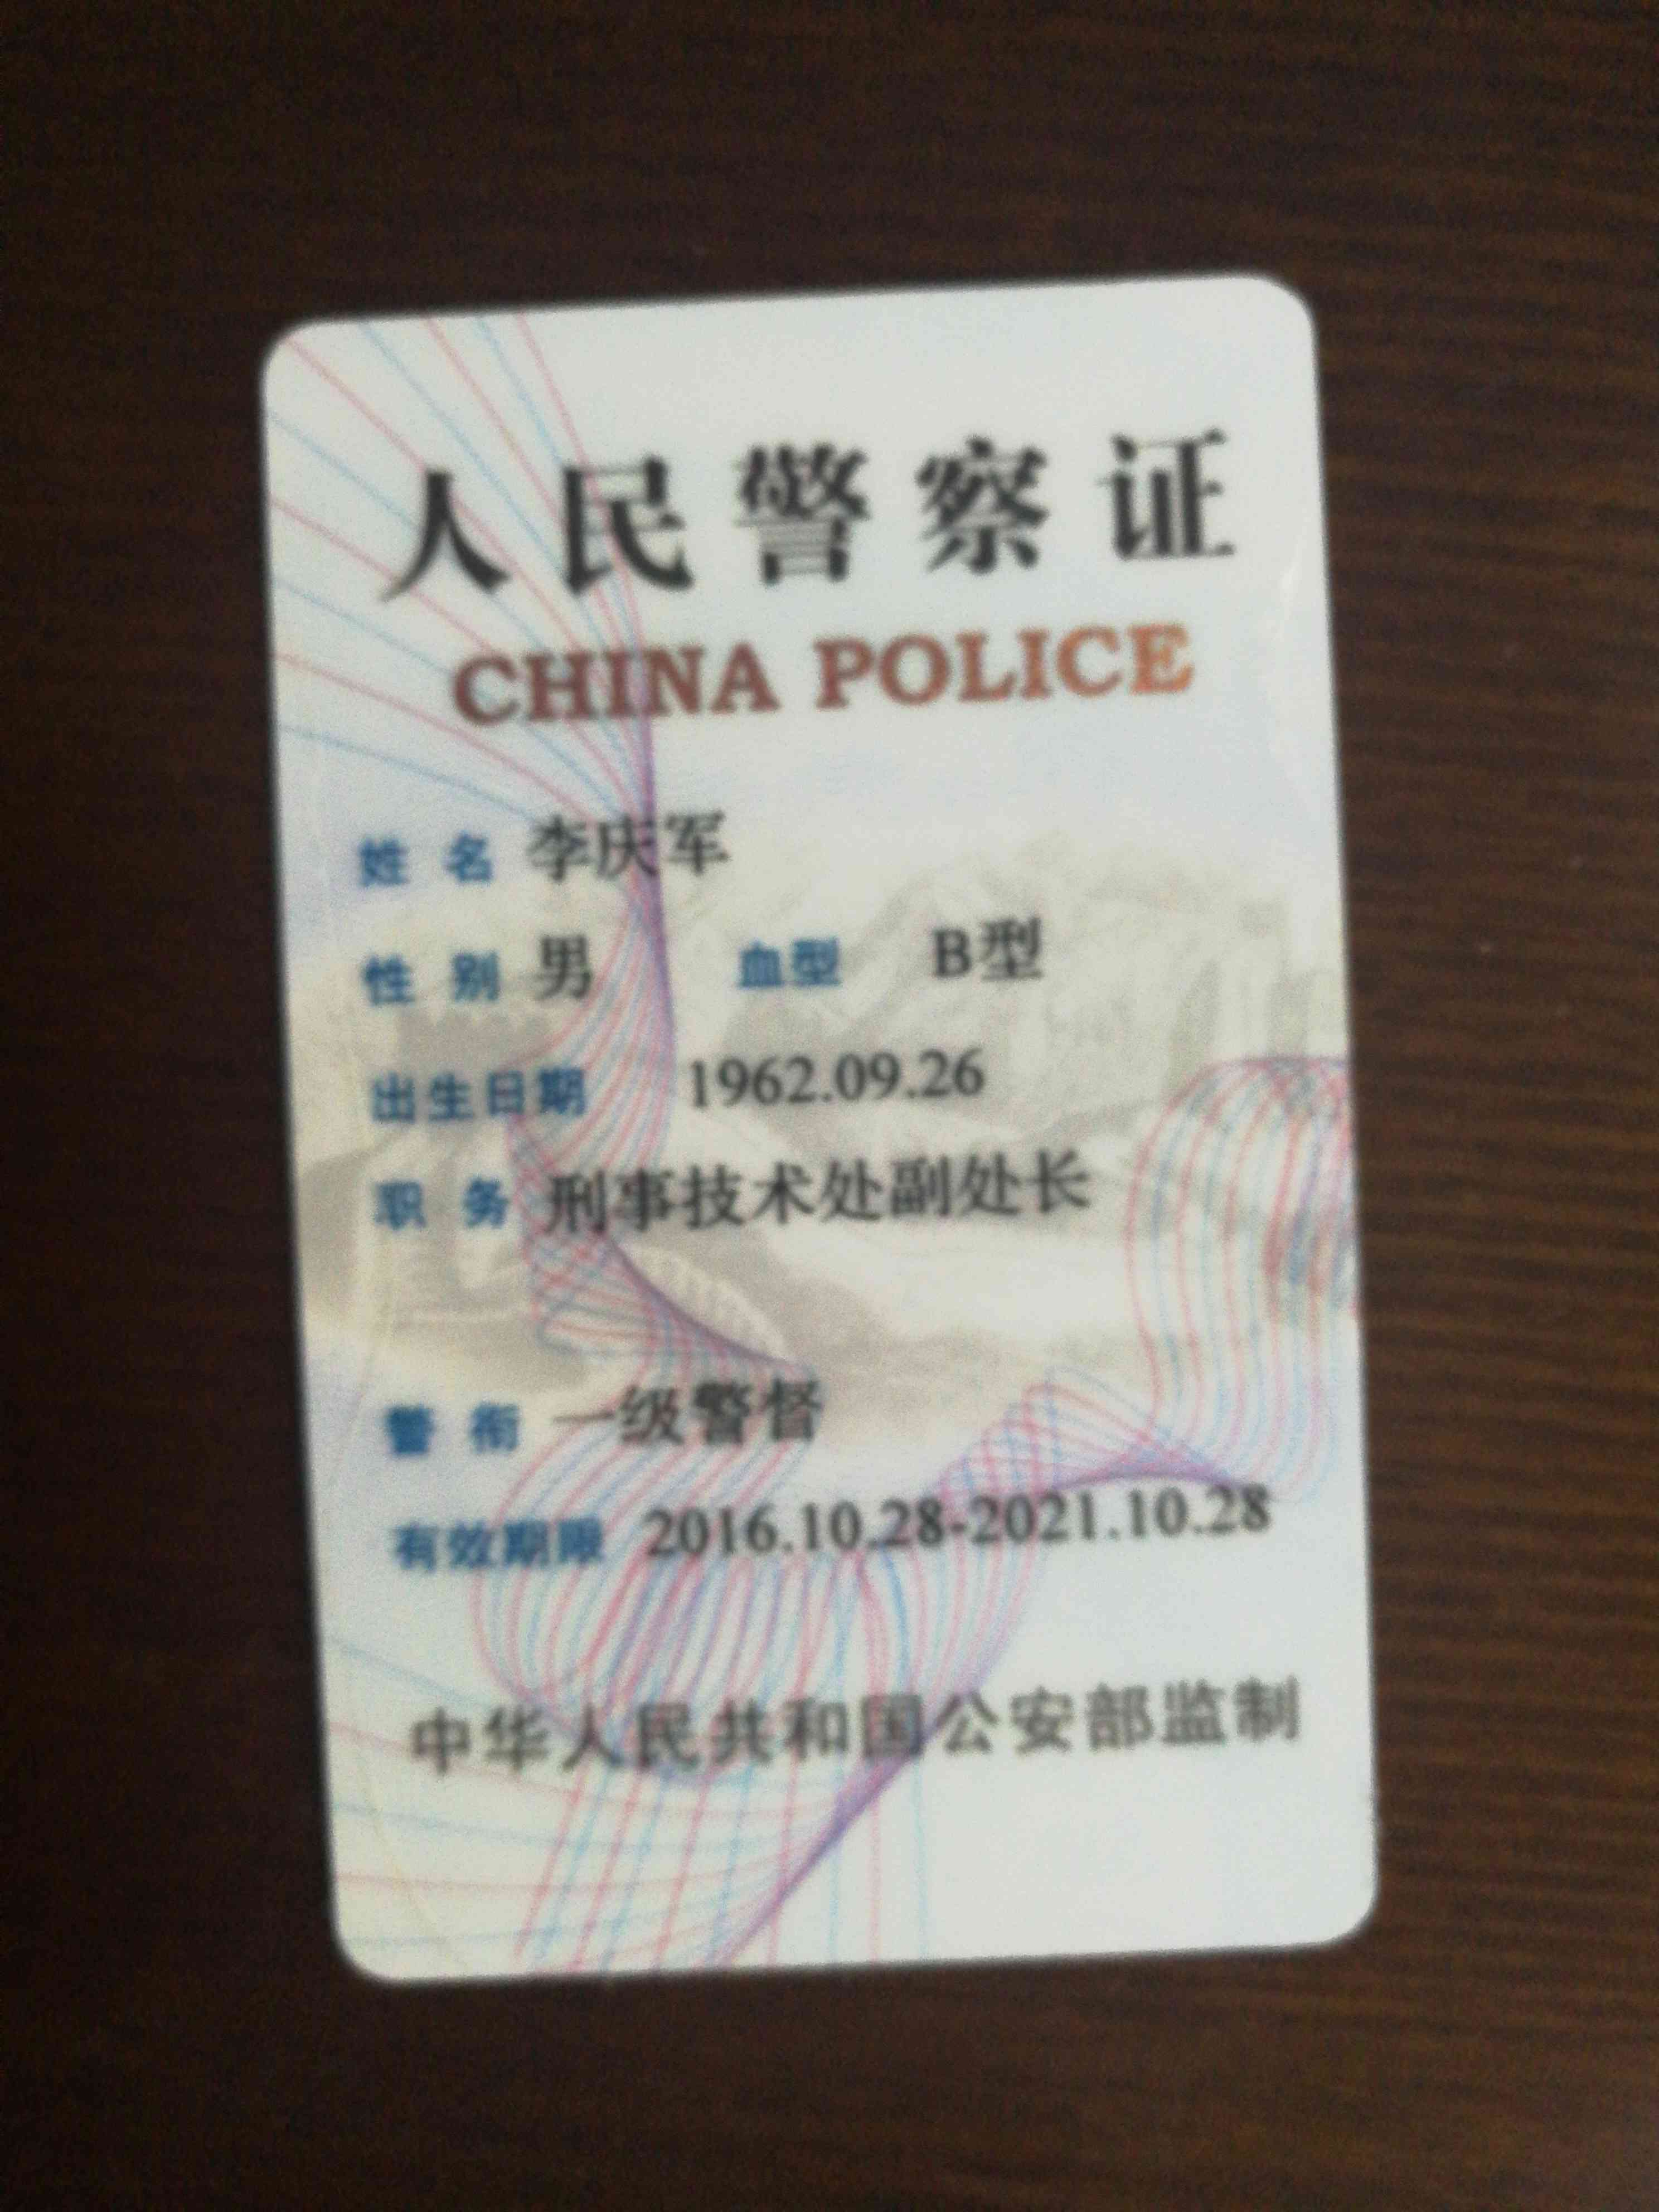 人民警察证
CHINA POLICE
姓名 李庆军
性别 男 血型 B型
出生日期 1962.09.26
职务 刑事技术处副处长
警衔 一级警督
有效期限 2016.10.28-2021.10.28
中华人民共和国公安部监制